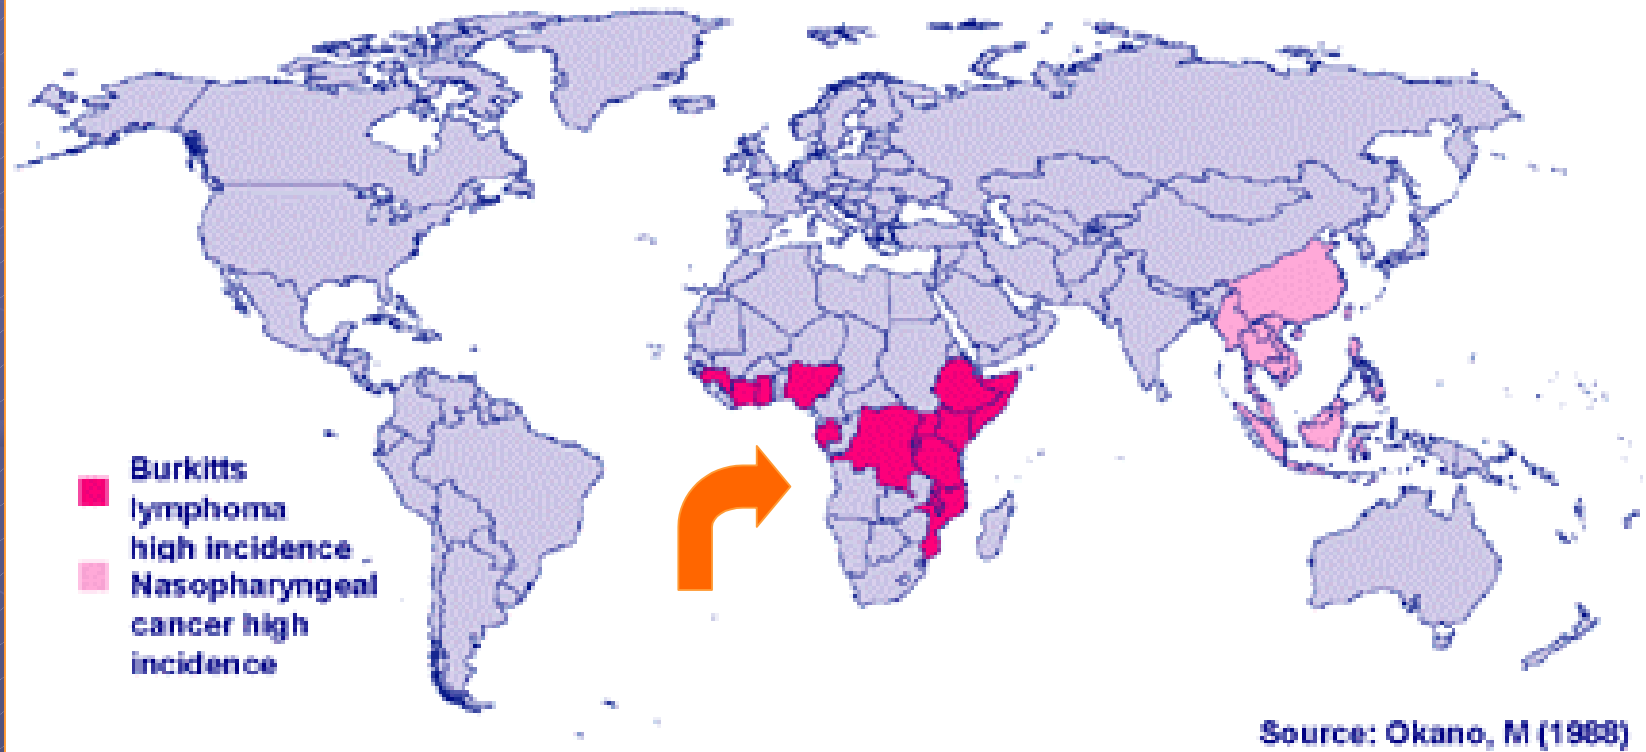 Burkitts
lymphoma
high incidence
Nasopharyngeal
cancer high
incidence
Source: Okano, M (1988)